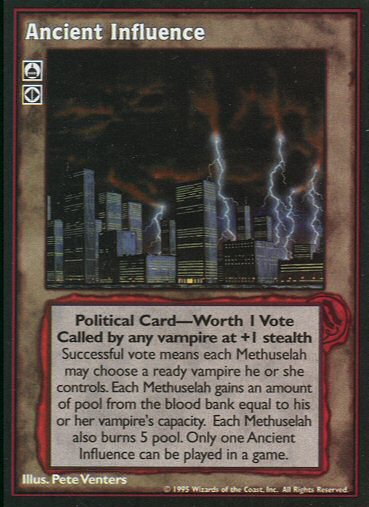 Ancient Influence
Political Card—Worth 1 Vote
Called by any vampire at +1 stealth
Successful vote means each Methuselah
may choose a ready vampire he or she
controls. Each Methuselah gains an amount
of pool from the blood bank equal to his
or her vampire's capacity. Each Methuselah
also burns 5 pool. Only one Ancient
Influence can be played in a game.
Illus. Pete Venters
© 1995 Wizards of the Coast, Inc. All Rights Reserved.